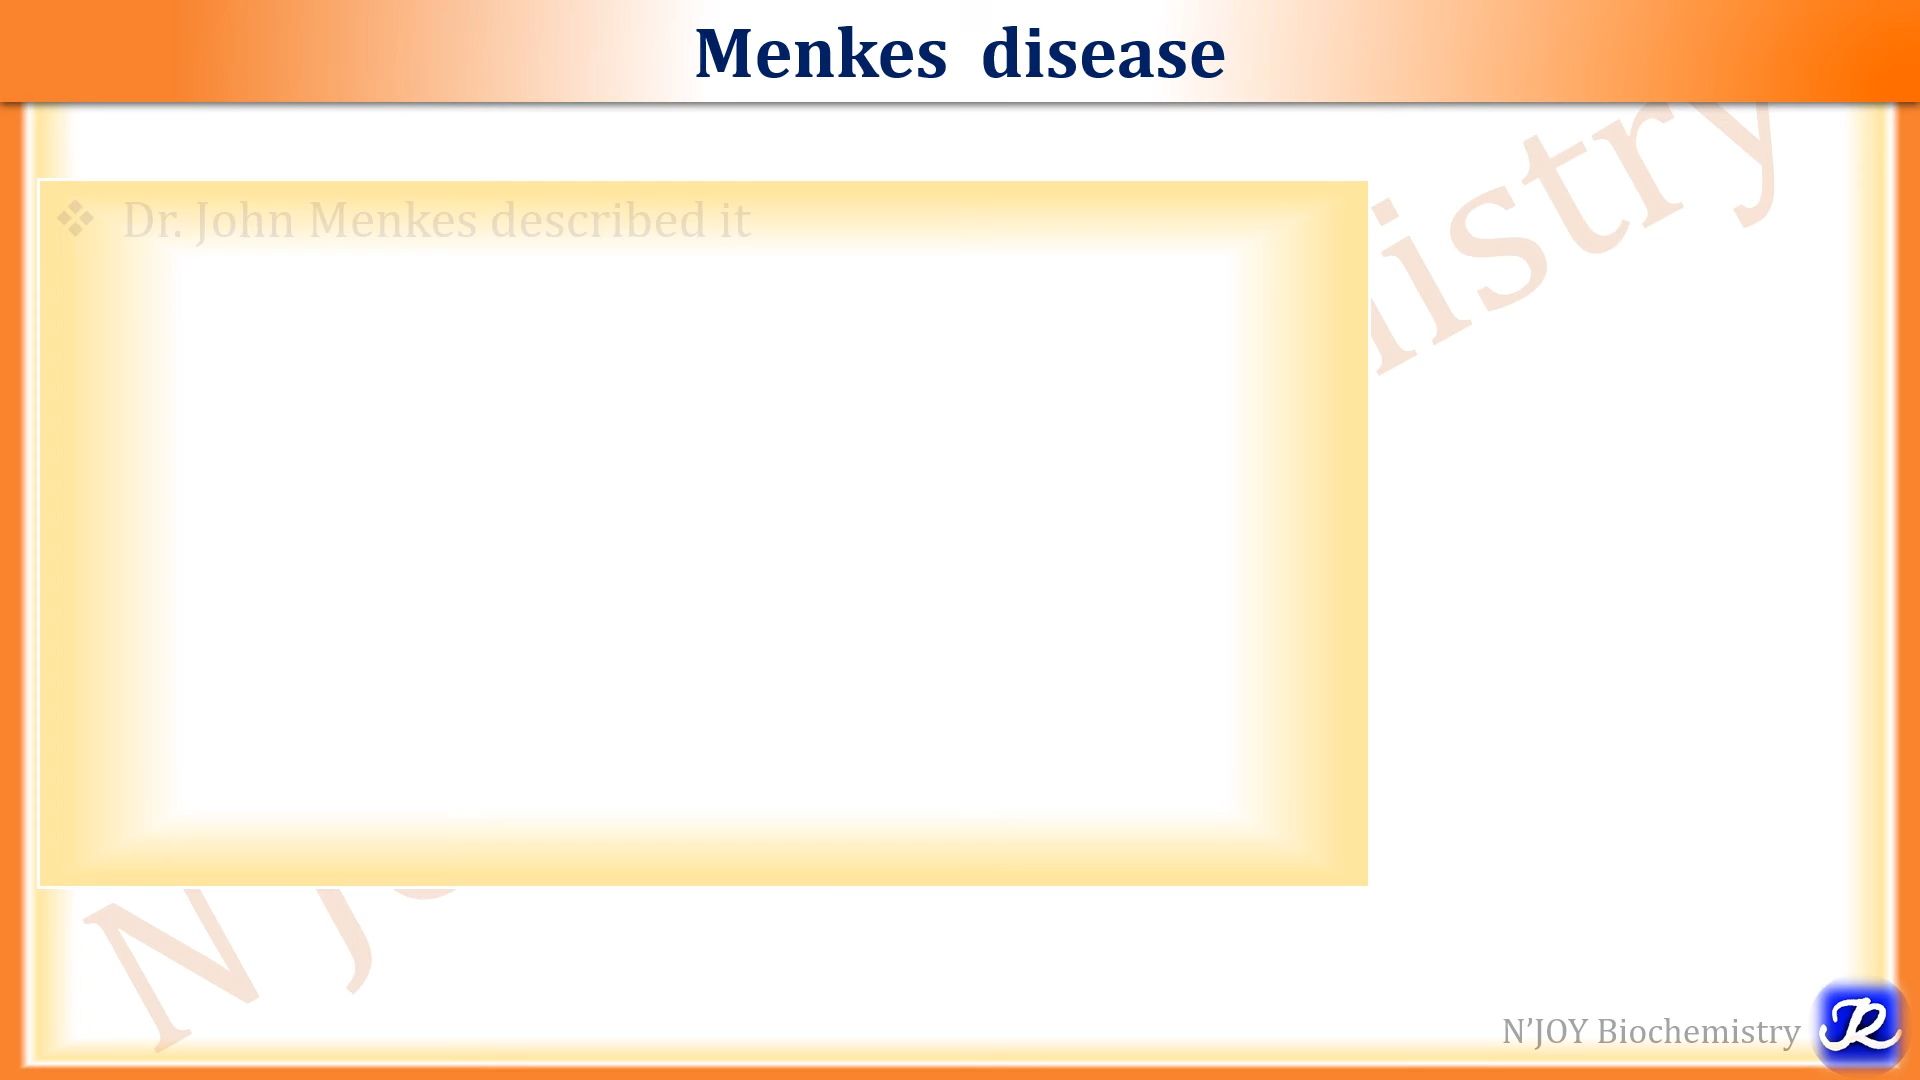 Menkes disease
❖ Dr. John Menkes described it
N'JOY Biochemistry